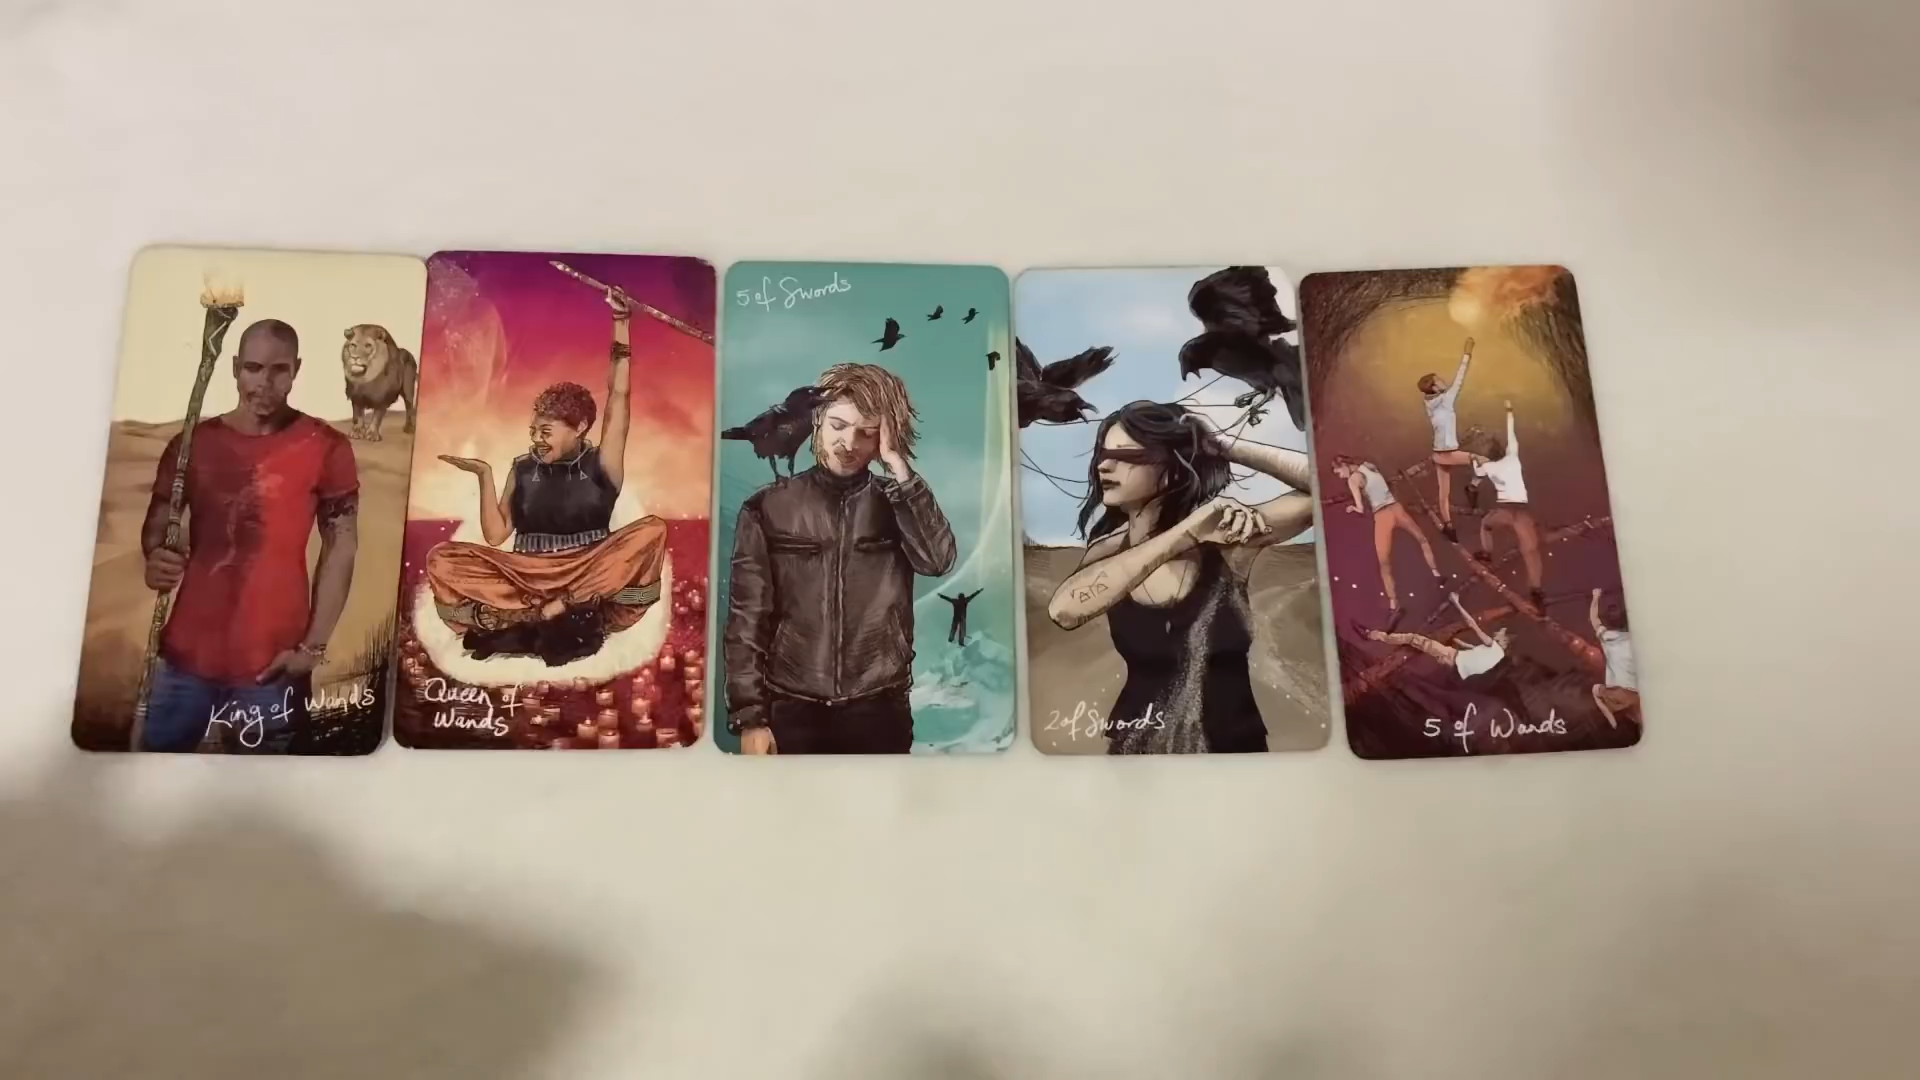 King of Wands
Queen of
Wands
5 of Swords
2 of Swords
5 of Wands